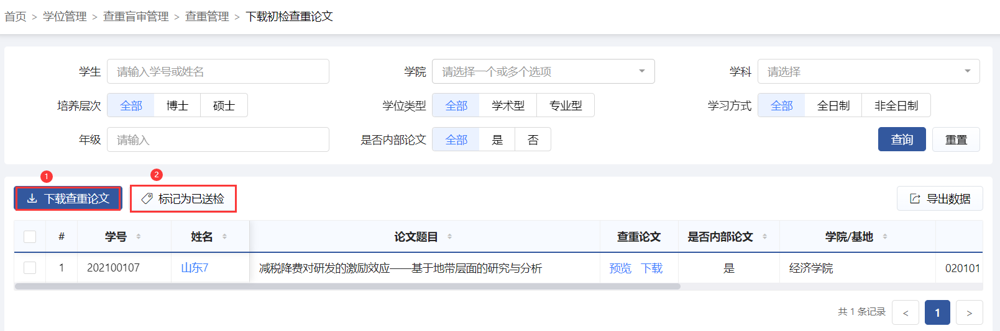 首页 > 学位管理 > 查重盲审管理 > 查重管理 > 下载初检查重论文
学生 请输入学号或姓名 学院 请选择一个或多个选项 学科 请选择
培养层次 全部 博士 硕士 学位类型 全部 学术型 专业型 学习方式 全部 全日制 非全日制
年级 请输入 是否内部论文 全部 是 否 查询 重置
1 2
下载查重论文 标记为已送检 导出数据
# 学号 姓名 论文题目 查重论文 是否内部论文 学院/基地
1 202100107 山东7 减税降费对研发的激励效应——基于地带层面的研究与分析 预览 下载 是 经济学院 020101
共 1 条记录 < 1 >